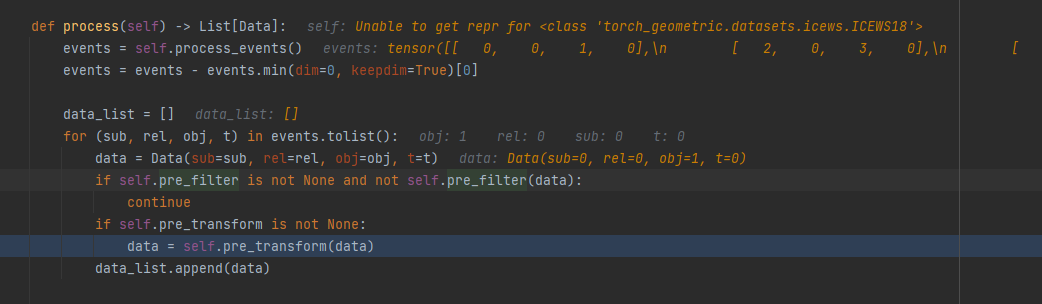 def process(self) -> List[Data]:   self: Unable to get repr for <class 'torch_geometric.datasets.icews.ICEWS18'>
    events = self.process_events()   events: tensor([[   0,    0,    1,    0],\n        [   2,    0,    3,    0],\n        [
    events = events - events.min(dim=0, keepdim=True)[0]
    data_list = []   data_list: []
    for (sub, rel, obj, t) in events.tolist():   obj: 1    rel: 0    sub: 0    t: 0
        data = Data(sub=sub, rel=rel, obj=obj, t=t)   data: Data(sub=0, rel=0, obj=1, t=0)
        if self.pre_filter is not None and not self.pre_filter(data):
            continue
        if self.pre_transform is not None:
            data = self.pre_transform(data)
        data_list.append(data)